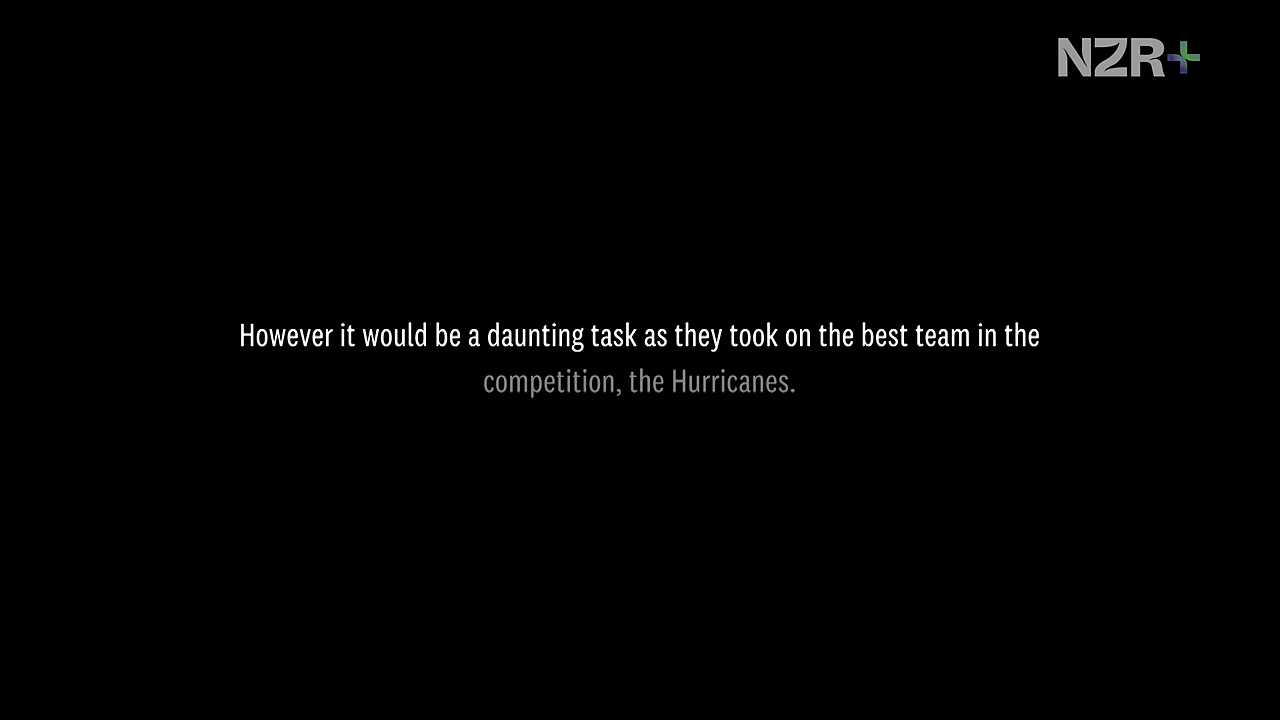 NZR+
However it would be a daunting task as they took on the best team in the
competition, the Hurricanes.